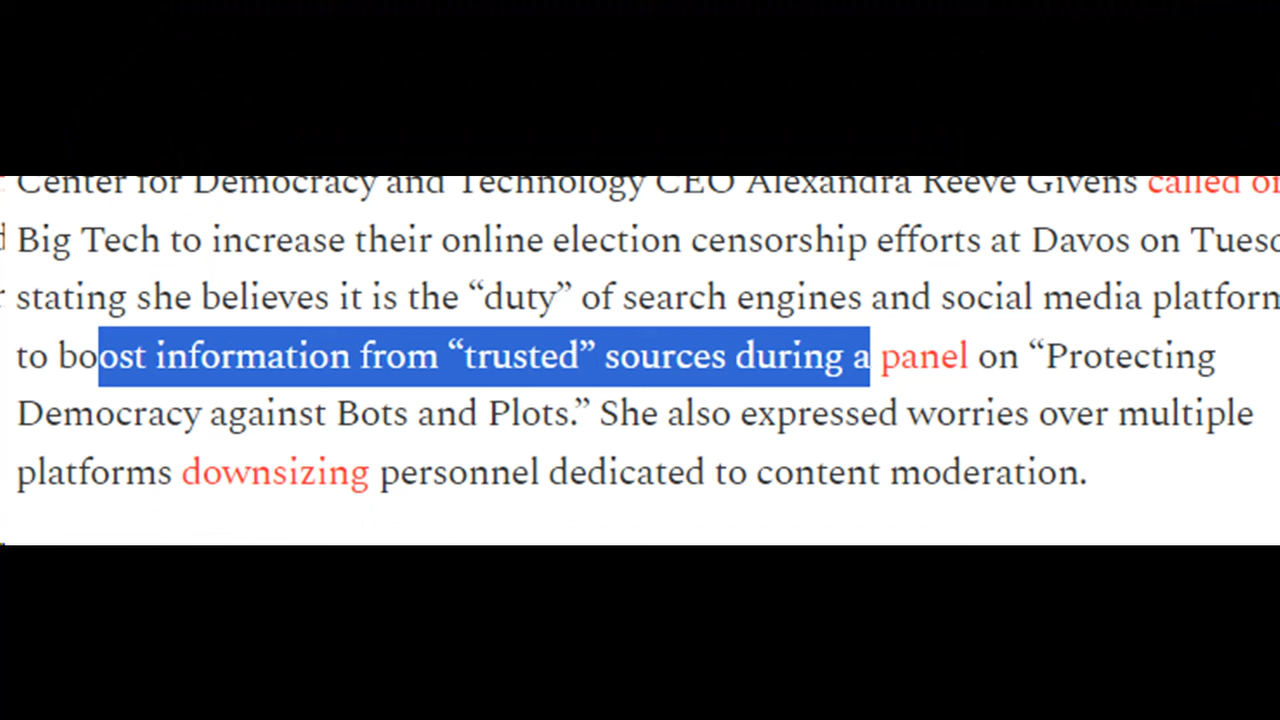 Center for Democracy and Technology CEO Alexandra Reeve Givens called
Big Tech to increase their online election censorship efforts at Davos on
stating she believes it is the “duty” of search engines and social media
to boost information from “trusted” sources during a panel on “Protecting
Democracy against Bots and Plots.” She also expressed worries over multiple
platforms downsizing personnel dedicated to content moderation.